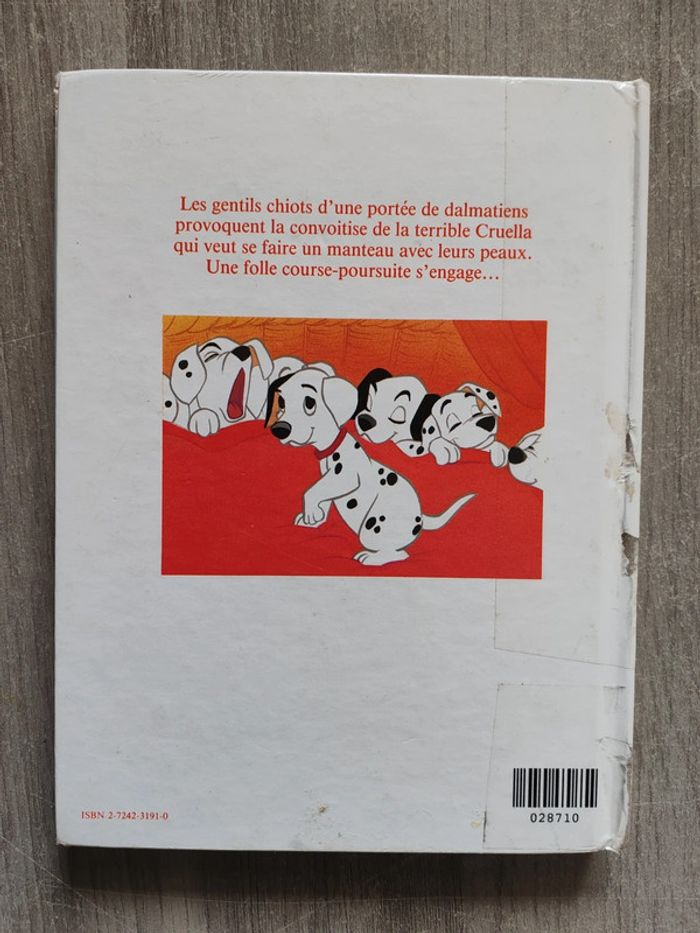 Les gentils chiots d'une portée de dalmatiens
provoquent la convoitise de la terrible Cruella
qui veut se faire un manteau avec leurs peaux.
Une folle course-poursuite s'engage…
ISBN 2-7242-3191-0
028710